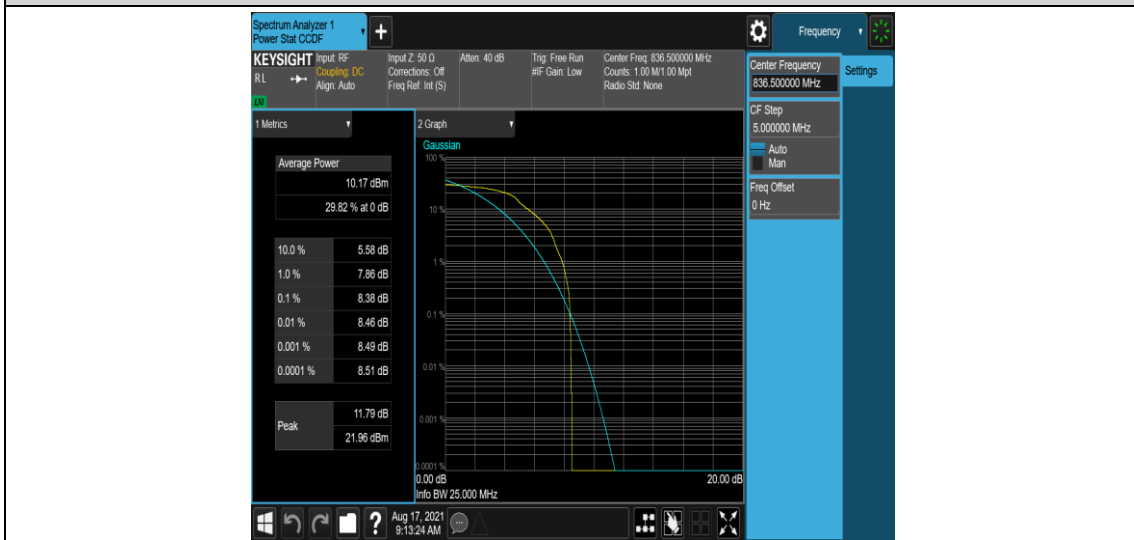 Spectrum Analyzer 1
Power Stat CCDF
+
Frequency
KEYSIGHT
RL
LXI
Input: RF
Coupling: DC
Align: Auto
Input Z: 50 Ω
Corrections: Off
Freq Ref: Int (S)
Atten: 40 dB
Trig: Free Run
#IF Gain: Low
Center Freq: 836.500000 MHz
Counts: 1.00 M/1.00 Mpt
Radio Std: None
Center Frequency
836.500000 MHz
Settings
CF Step
5.000000 MHz
Auto
Man
Freq Offset
0 Hz
1 Metrics
Average Power
10.17 dBm
29.82 % at 0 dB
10.0 % 5.58 dB
1.0 % 7.86 dB
0.1 % 8.38 dB
0.01 % 8.46 dB
0.001 % 8.49 dB
0.0001 % 8.51 dB
Peak
11.79 dB
21.96 dBm
2 Graph
Gaussian
100 %
10 %
1 %
0.1 %
0.01 %
0.001 %
0.0001 %
0.00 dB 20.00 dB
Info BW 25.000 MHz
?
Aug 17, 2021
9:13:24 AM